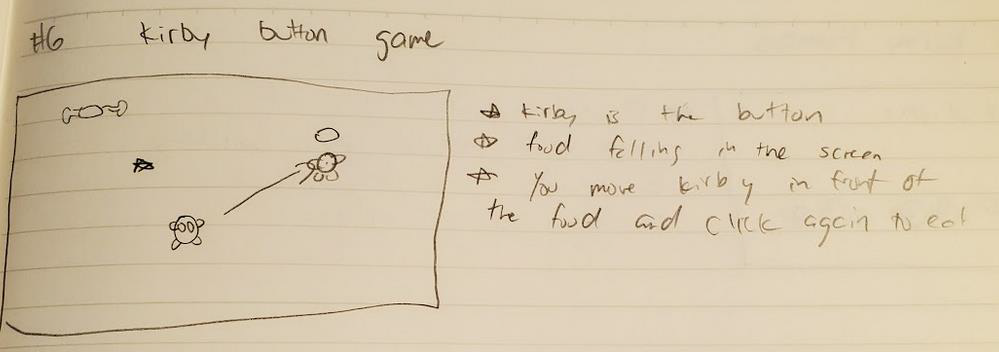 #6 Kirby button game
☆ Kirby is the button
☆ food falling in the screen
☆ You move kirby in front of
the food and click again to eat